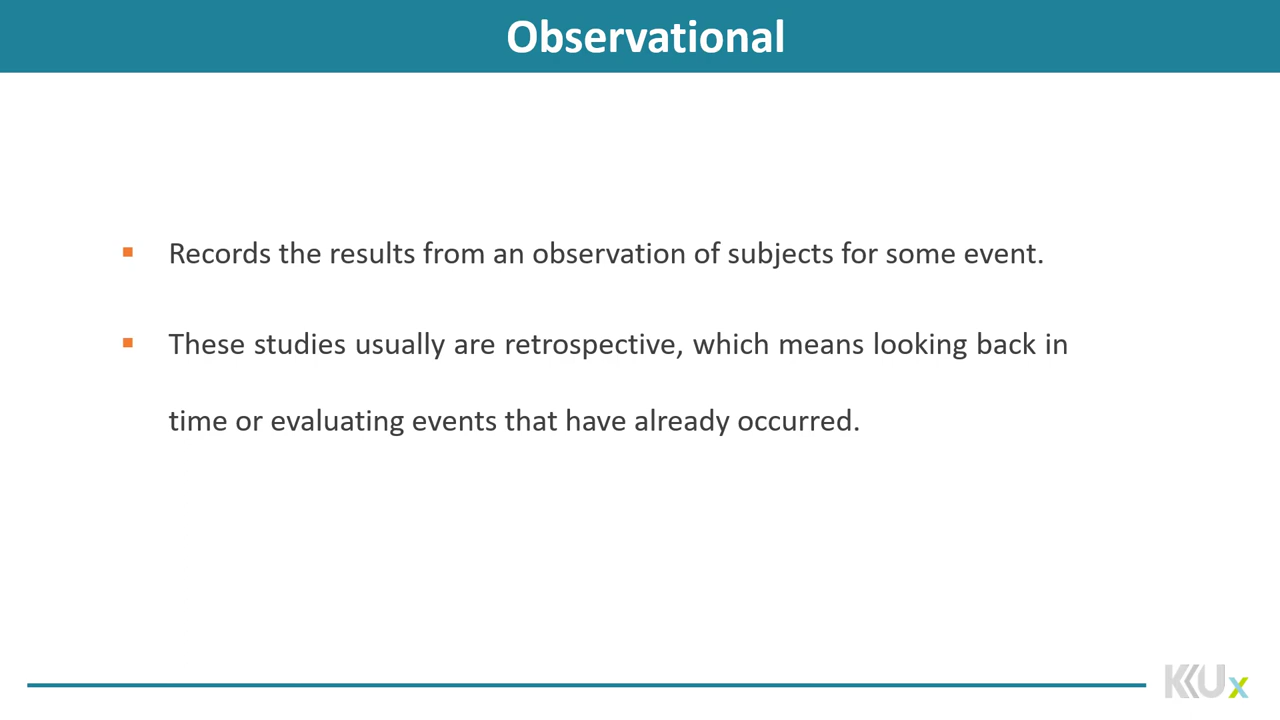 Observational
▪ Records the results from an observation of subjects for some event.
▪ These studies usually are retrospective, which means looking back in
time or evaluating events that have already occurred.
KKUx